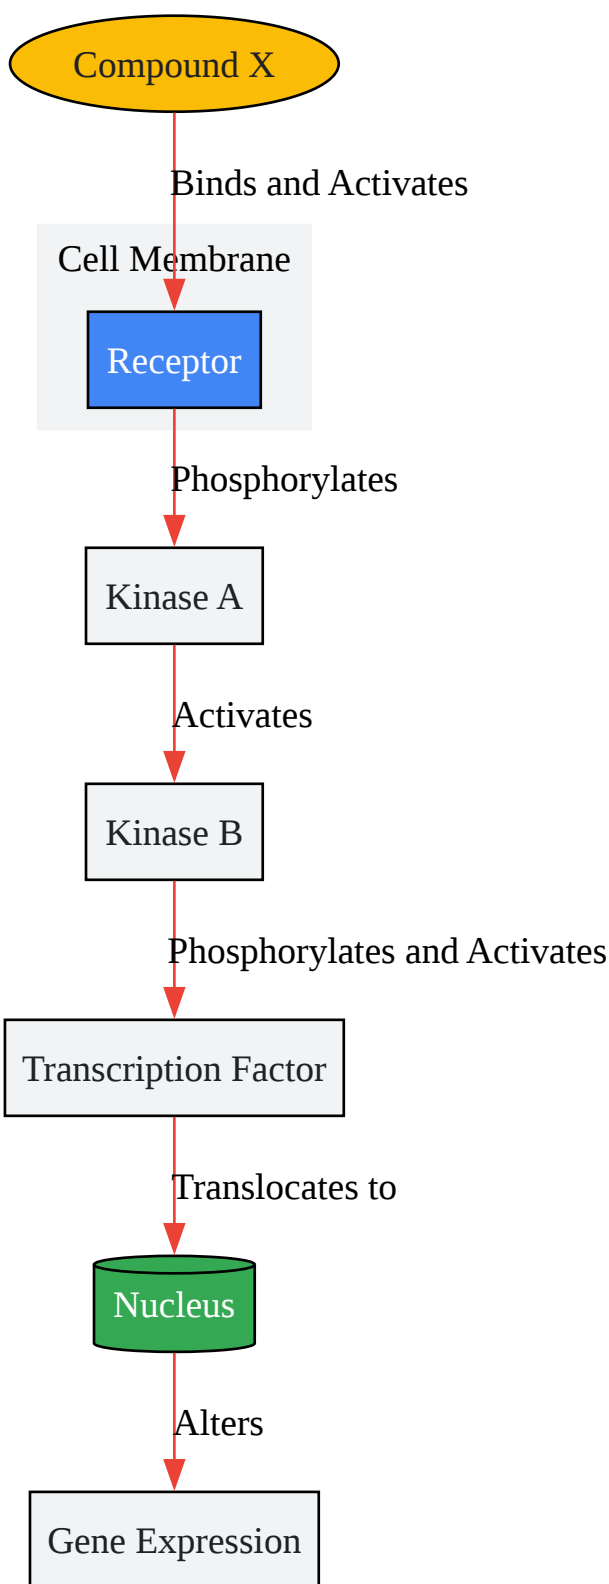 Compound X
Binds and Activates
Cell Membrane
Receptor
Phosphorylates
Kinase A
Activates
Kinase B
Phosphorylates and Activates
Transcription Factor
Translocates to
Nucleus
Alters
Gene Expression